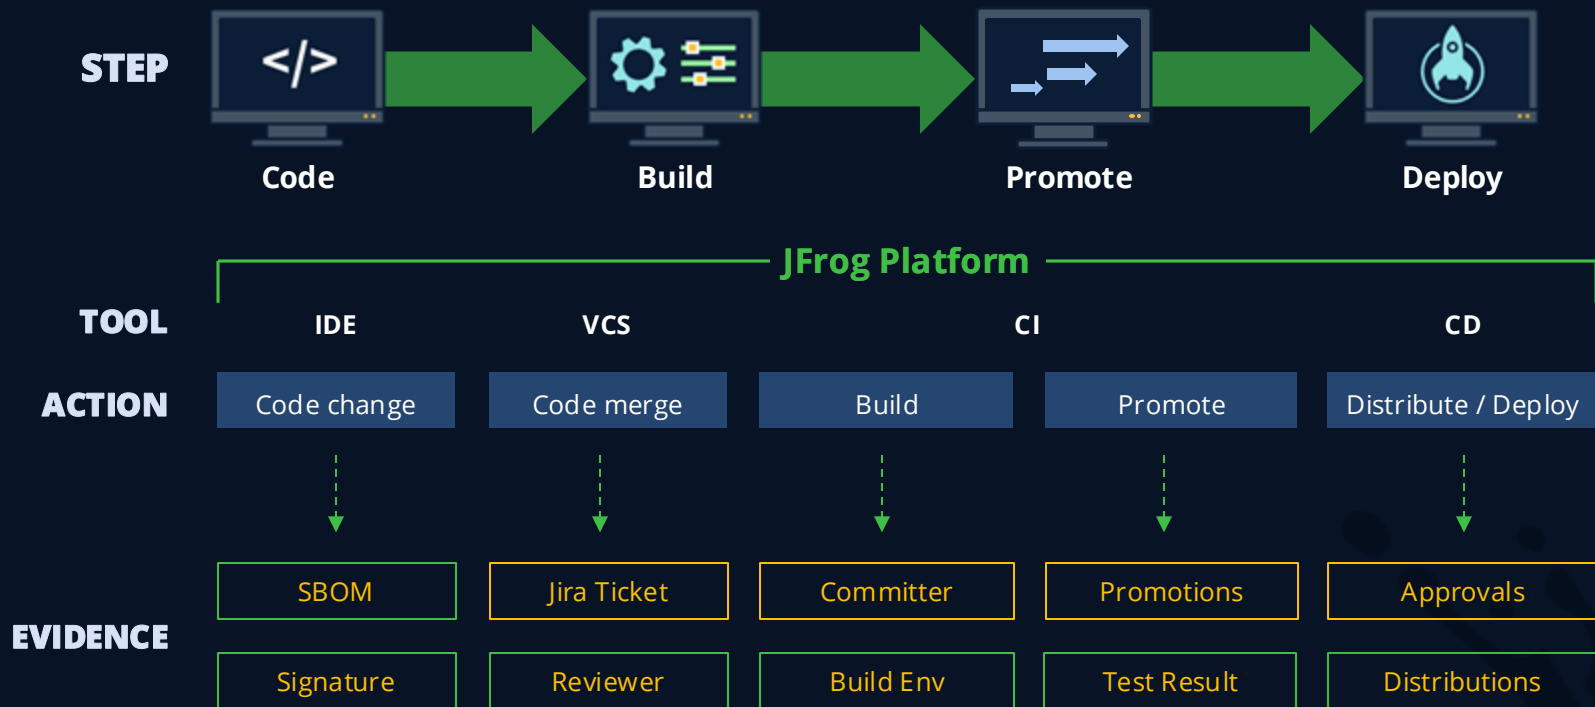 STEP
</>
Code
Build
Promote
Deploy
JFrog Platform
TOOL
IDE
VCS
CI
CD
ACTION
Code change
Code merge
Build
Promote
Distribute / Deploy
EVIDENCE
SBOM
Jira Ticket
Committer
Promotions
Approvals
Signature
Reviewer
Build Env
Test Result
Distributions